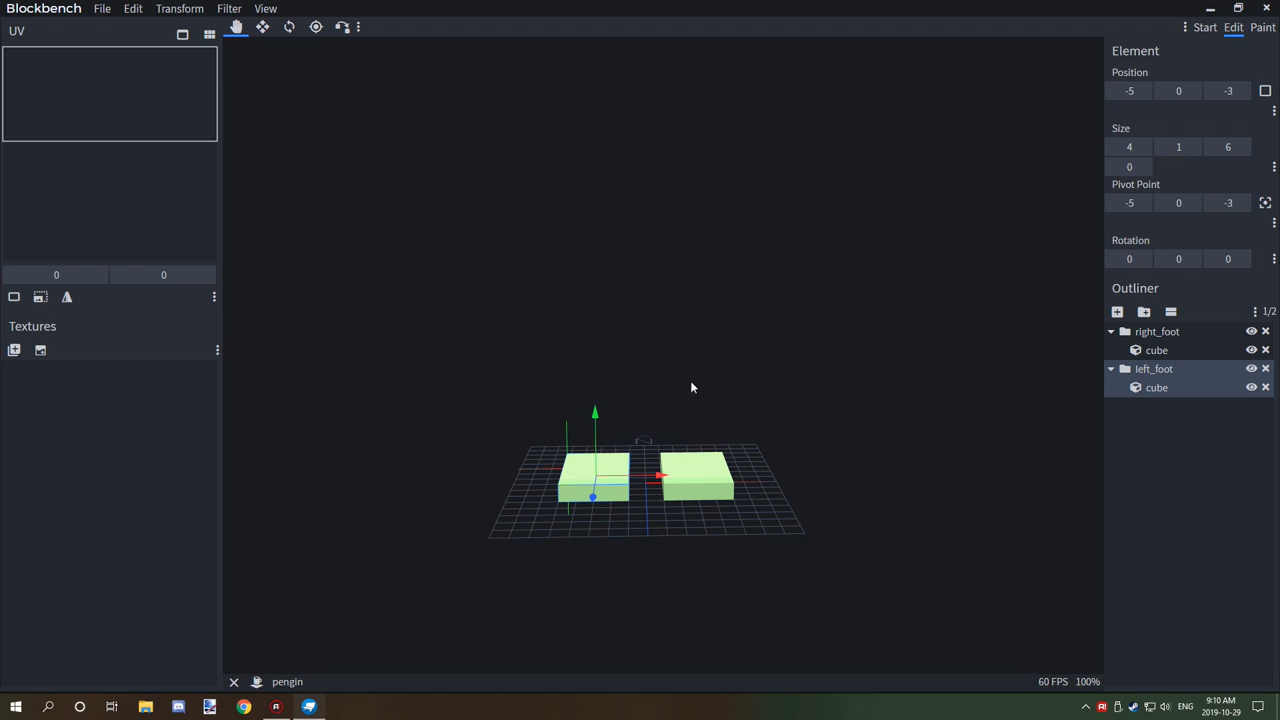 Blockbench File Edit Transform Filter View
UV
Start Edit Paint
Element
Position
-5 0 -3
Size
4 1 6
0
Pivot Point
-5 0 -3
Rotation
0 0 0
Outliner
1/2
right_foot
cube
left_foot
cube
0 0
Textures
pengin
60 FPS 100%
ENG
9:10 AM
2019-10-29